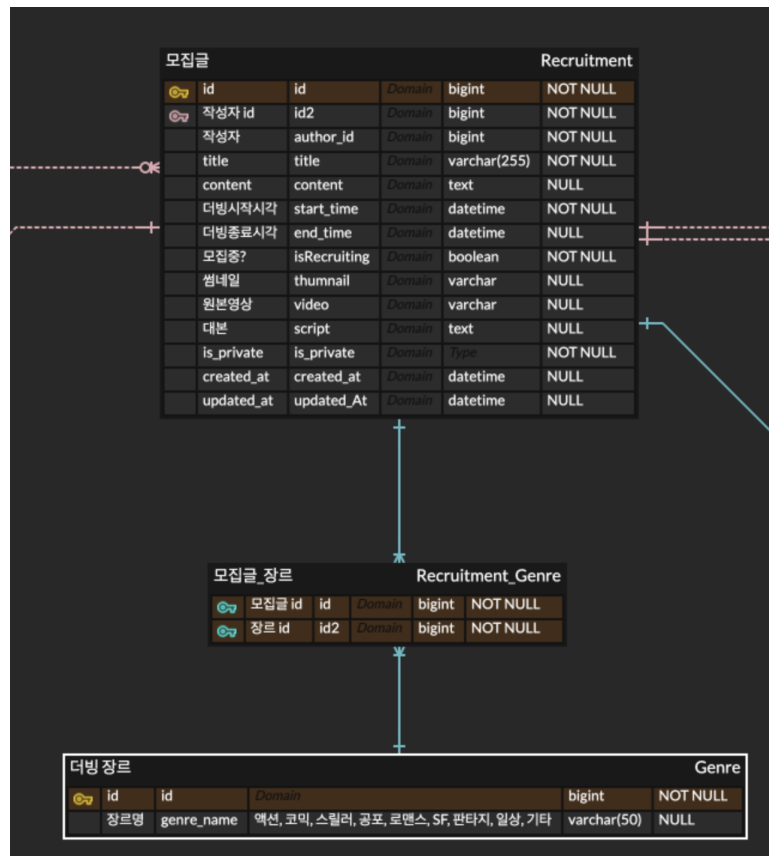 모집글 Recruitment
id id Domain bigint NOT NULL
작성자 id id2 Domain bigint NOT NULL
작성자 author_id Domain bigint NOT NULL
title title Domain varchar(255) NOT NULL
content content Domain text NULL
더빙시작시각 start_time Domain datetime NOT NULL
더빙종료시각 end_time Domain datetime NULL
모집중? isRecruiting Domain boolean NOT NULL
썸네일 thumnail Domain varchar NULL
원본영상 video Domain varchar NULL
대본 script Domain text NULL
is_private is_private Domain Type NOT NULL
created_at created_at Domain datetime NULL
updated_at updated_At Domain datetime NULL
모집글_장르 Recruitment_Genre
모집글 id id Domain bigint NOT NULL
장르 id id2 Domain bigint NOT NULL
더빙 장르 Genre
id id Domain bigint NOT NULL
장르명 genre_name 액션, 코믹, 스릴러, 공포, 로맨스, SF, 판타지, 일상, 기타 varchar(50) NULL